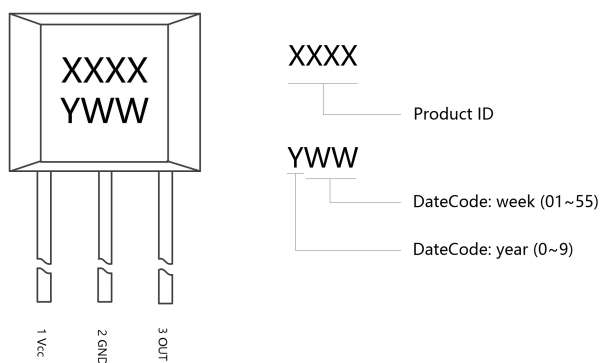 XXXX
YWW
1 Vcc
2 GND
3 OUT
XXXX
Product ID
YWW
DateCode: week (01~55)
DateCode: year (0~9)